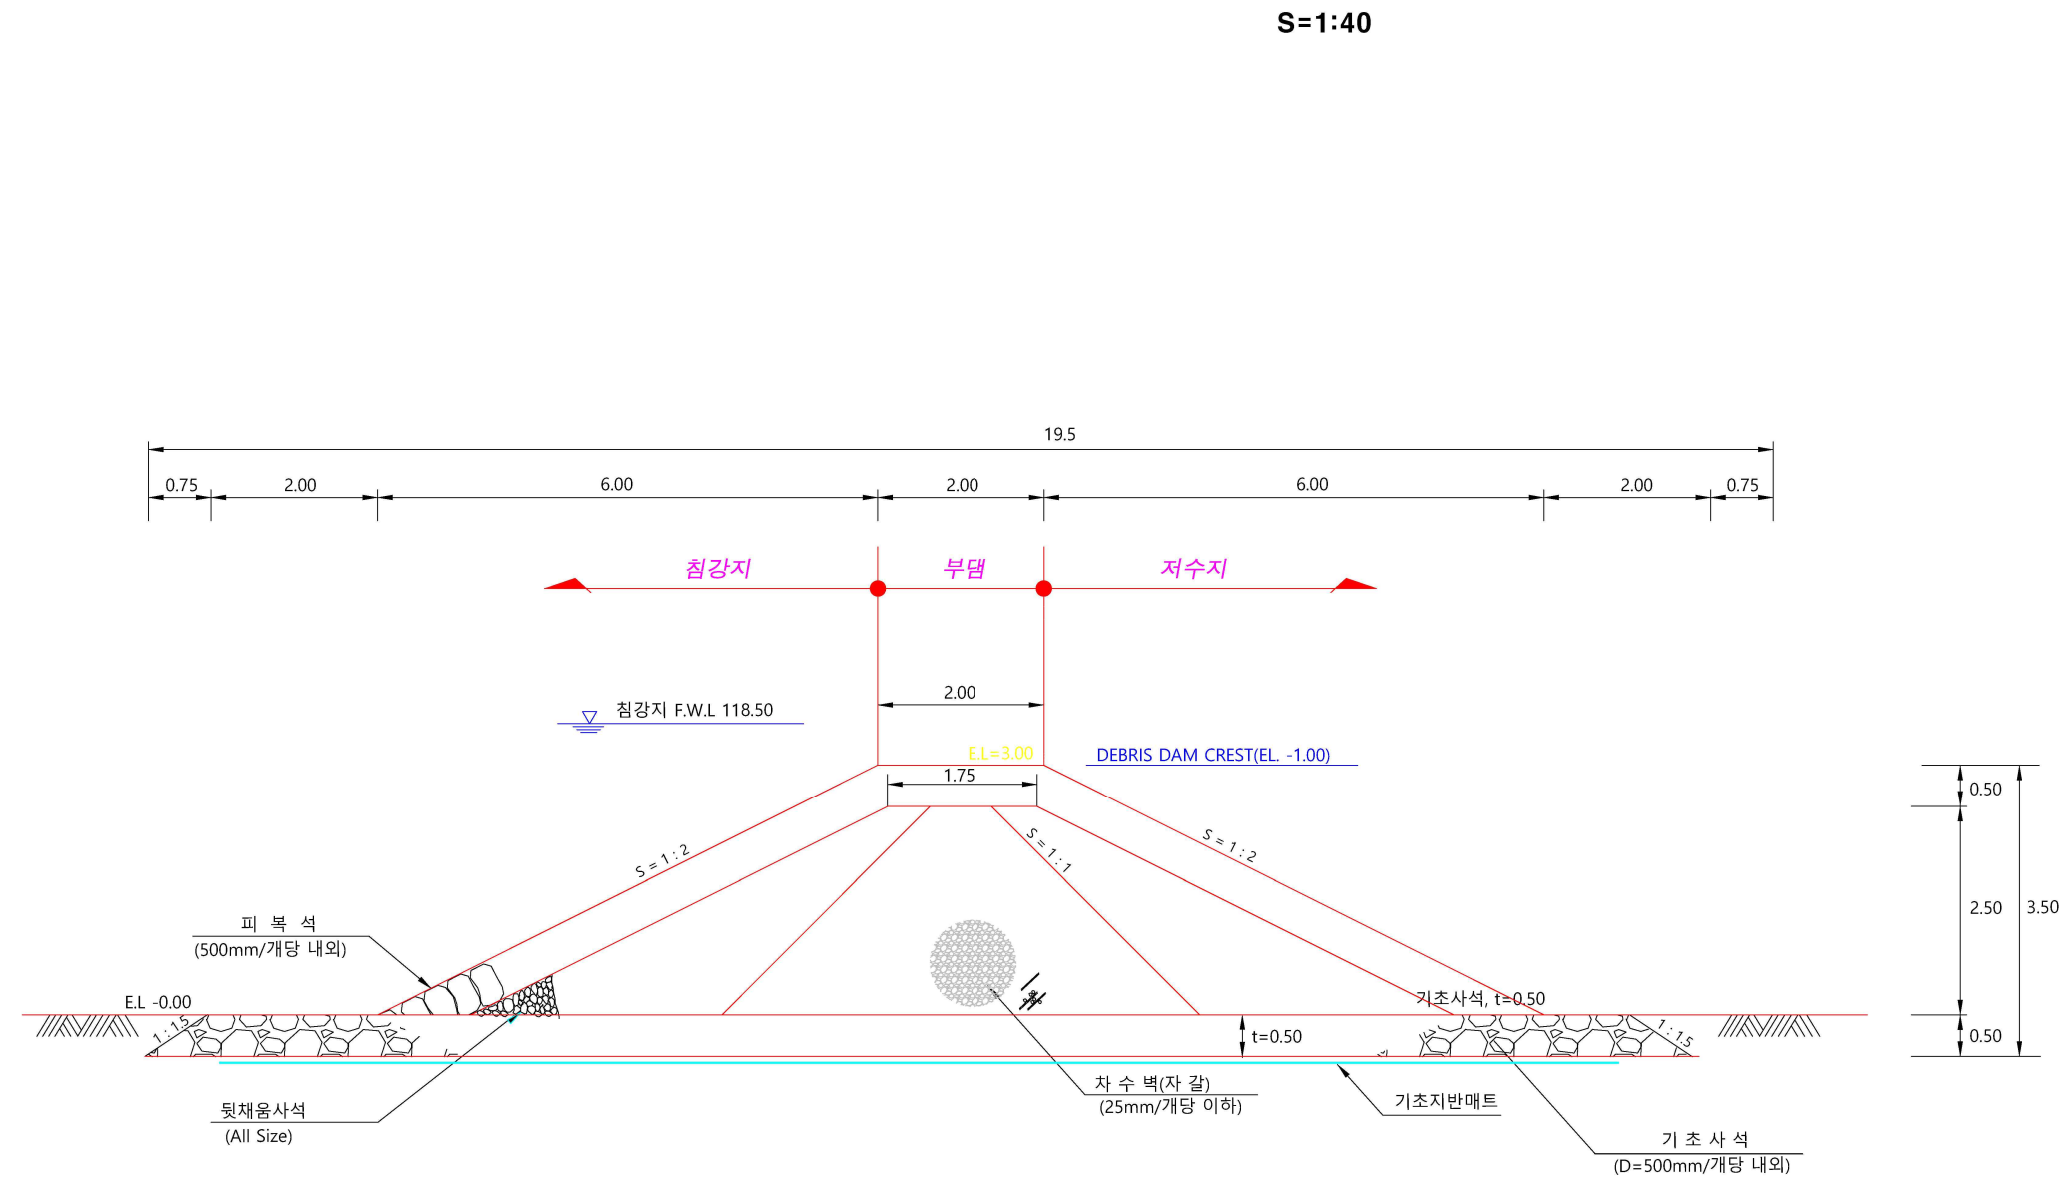 S=1:40
19.5
0.75
2.00
6.00
2.00
6.00
2.00
0.75
침강지
부댐
저수지
2.00
침강지 F.W.L 118.50
E.L=3.00
DEBRIS DAM CREST(EL. -1.00)
1.75
0.50
S = 1 : 2
S = 1 : 1
S = 1 : 2
2.50
3.50
피 복 석
(500mm/개당 내외)
E.L -0.00
기초사석, t=0.50
1 : 1.5
t=0.50
1 : 1.5
0.50
차 수 벽(자 갈)
(25mm/개당 이하)
기초지반매트
뒷채움사석
(All Size)
기 초 사 석
(D=500mm/개당 내외)